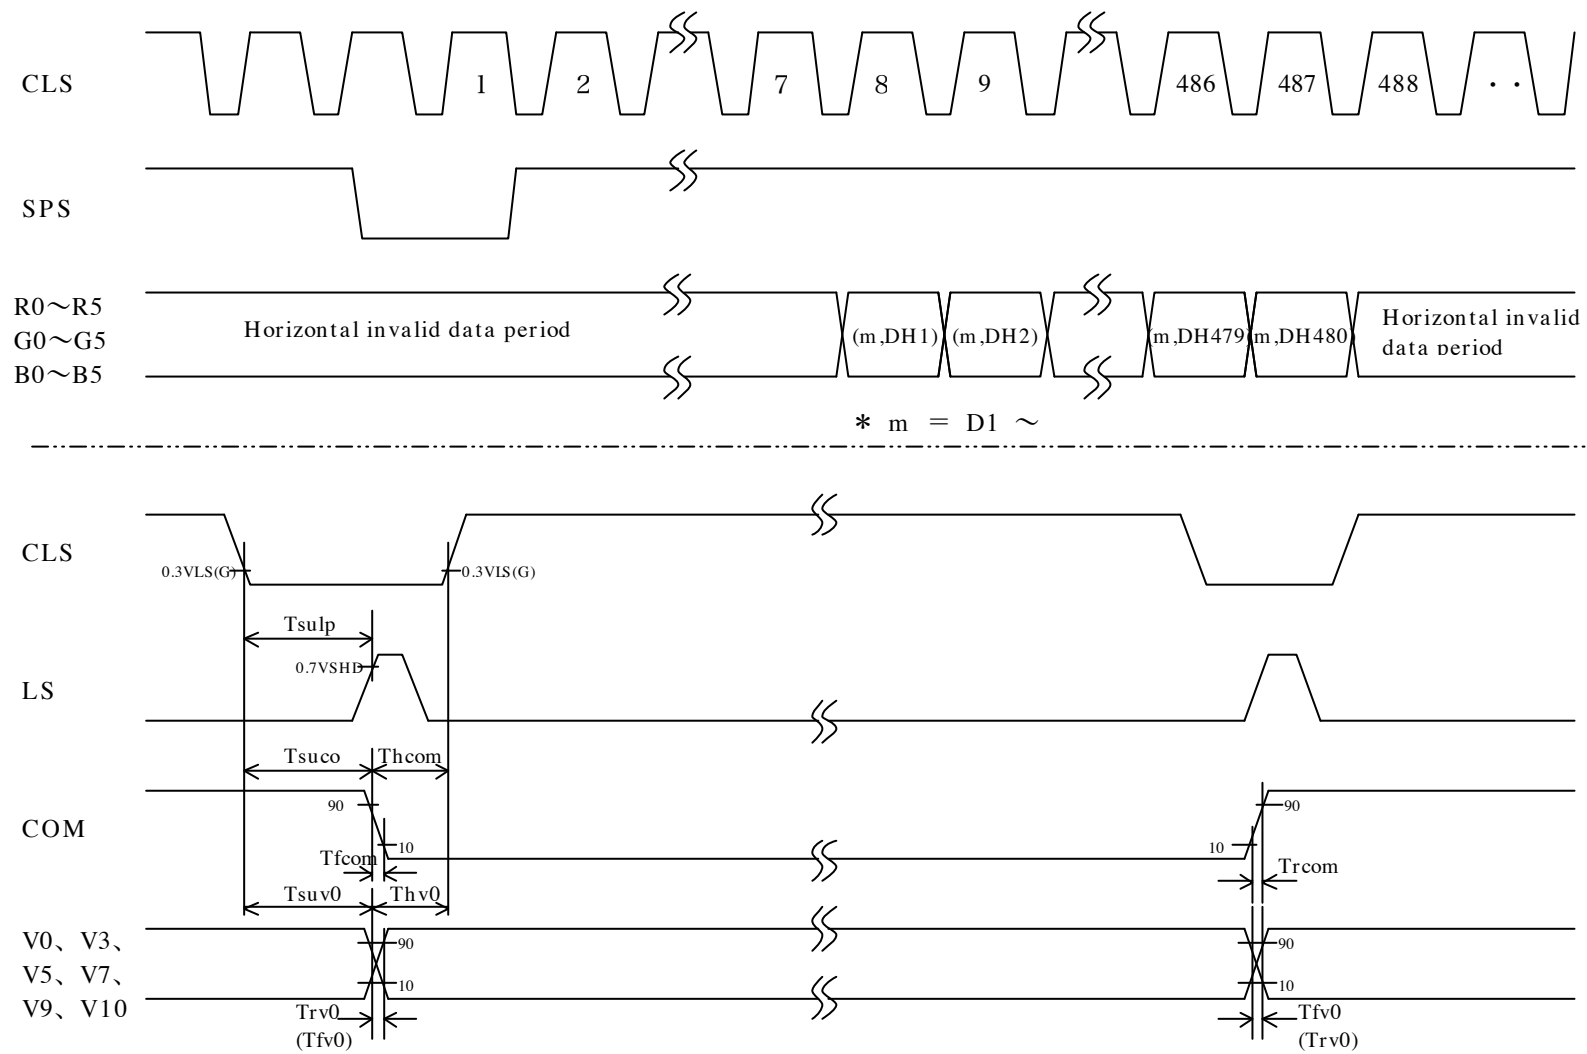 CLS 1 2 7 8 9 486 487 488 · ·
SPS
R0～R5
G0～G5
B0～B5
Horizontal invalid data period
(m,DH1) (m,DH2) (m,DH479) (m,DH480)
Horizontal invalid
data period
* m = D1 ～
CLS
0.3VLS(G) 0.3VLS(G)
Tsulp
0.7VSHD
LS
Tsuco Thcom
90 90
COM
10 10
Tfcom Trcom
Tsuv0 Thv0
V0、V3、
V5、V7、
V9、V10
90 90
10 10
Trv0 Tfv0
(Tfv0) (Trv0)